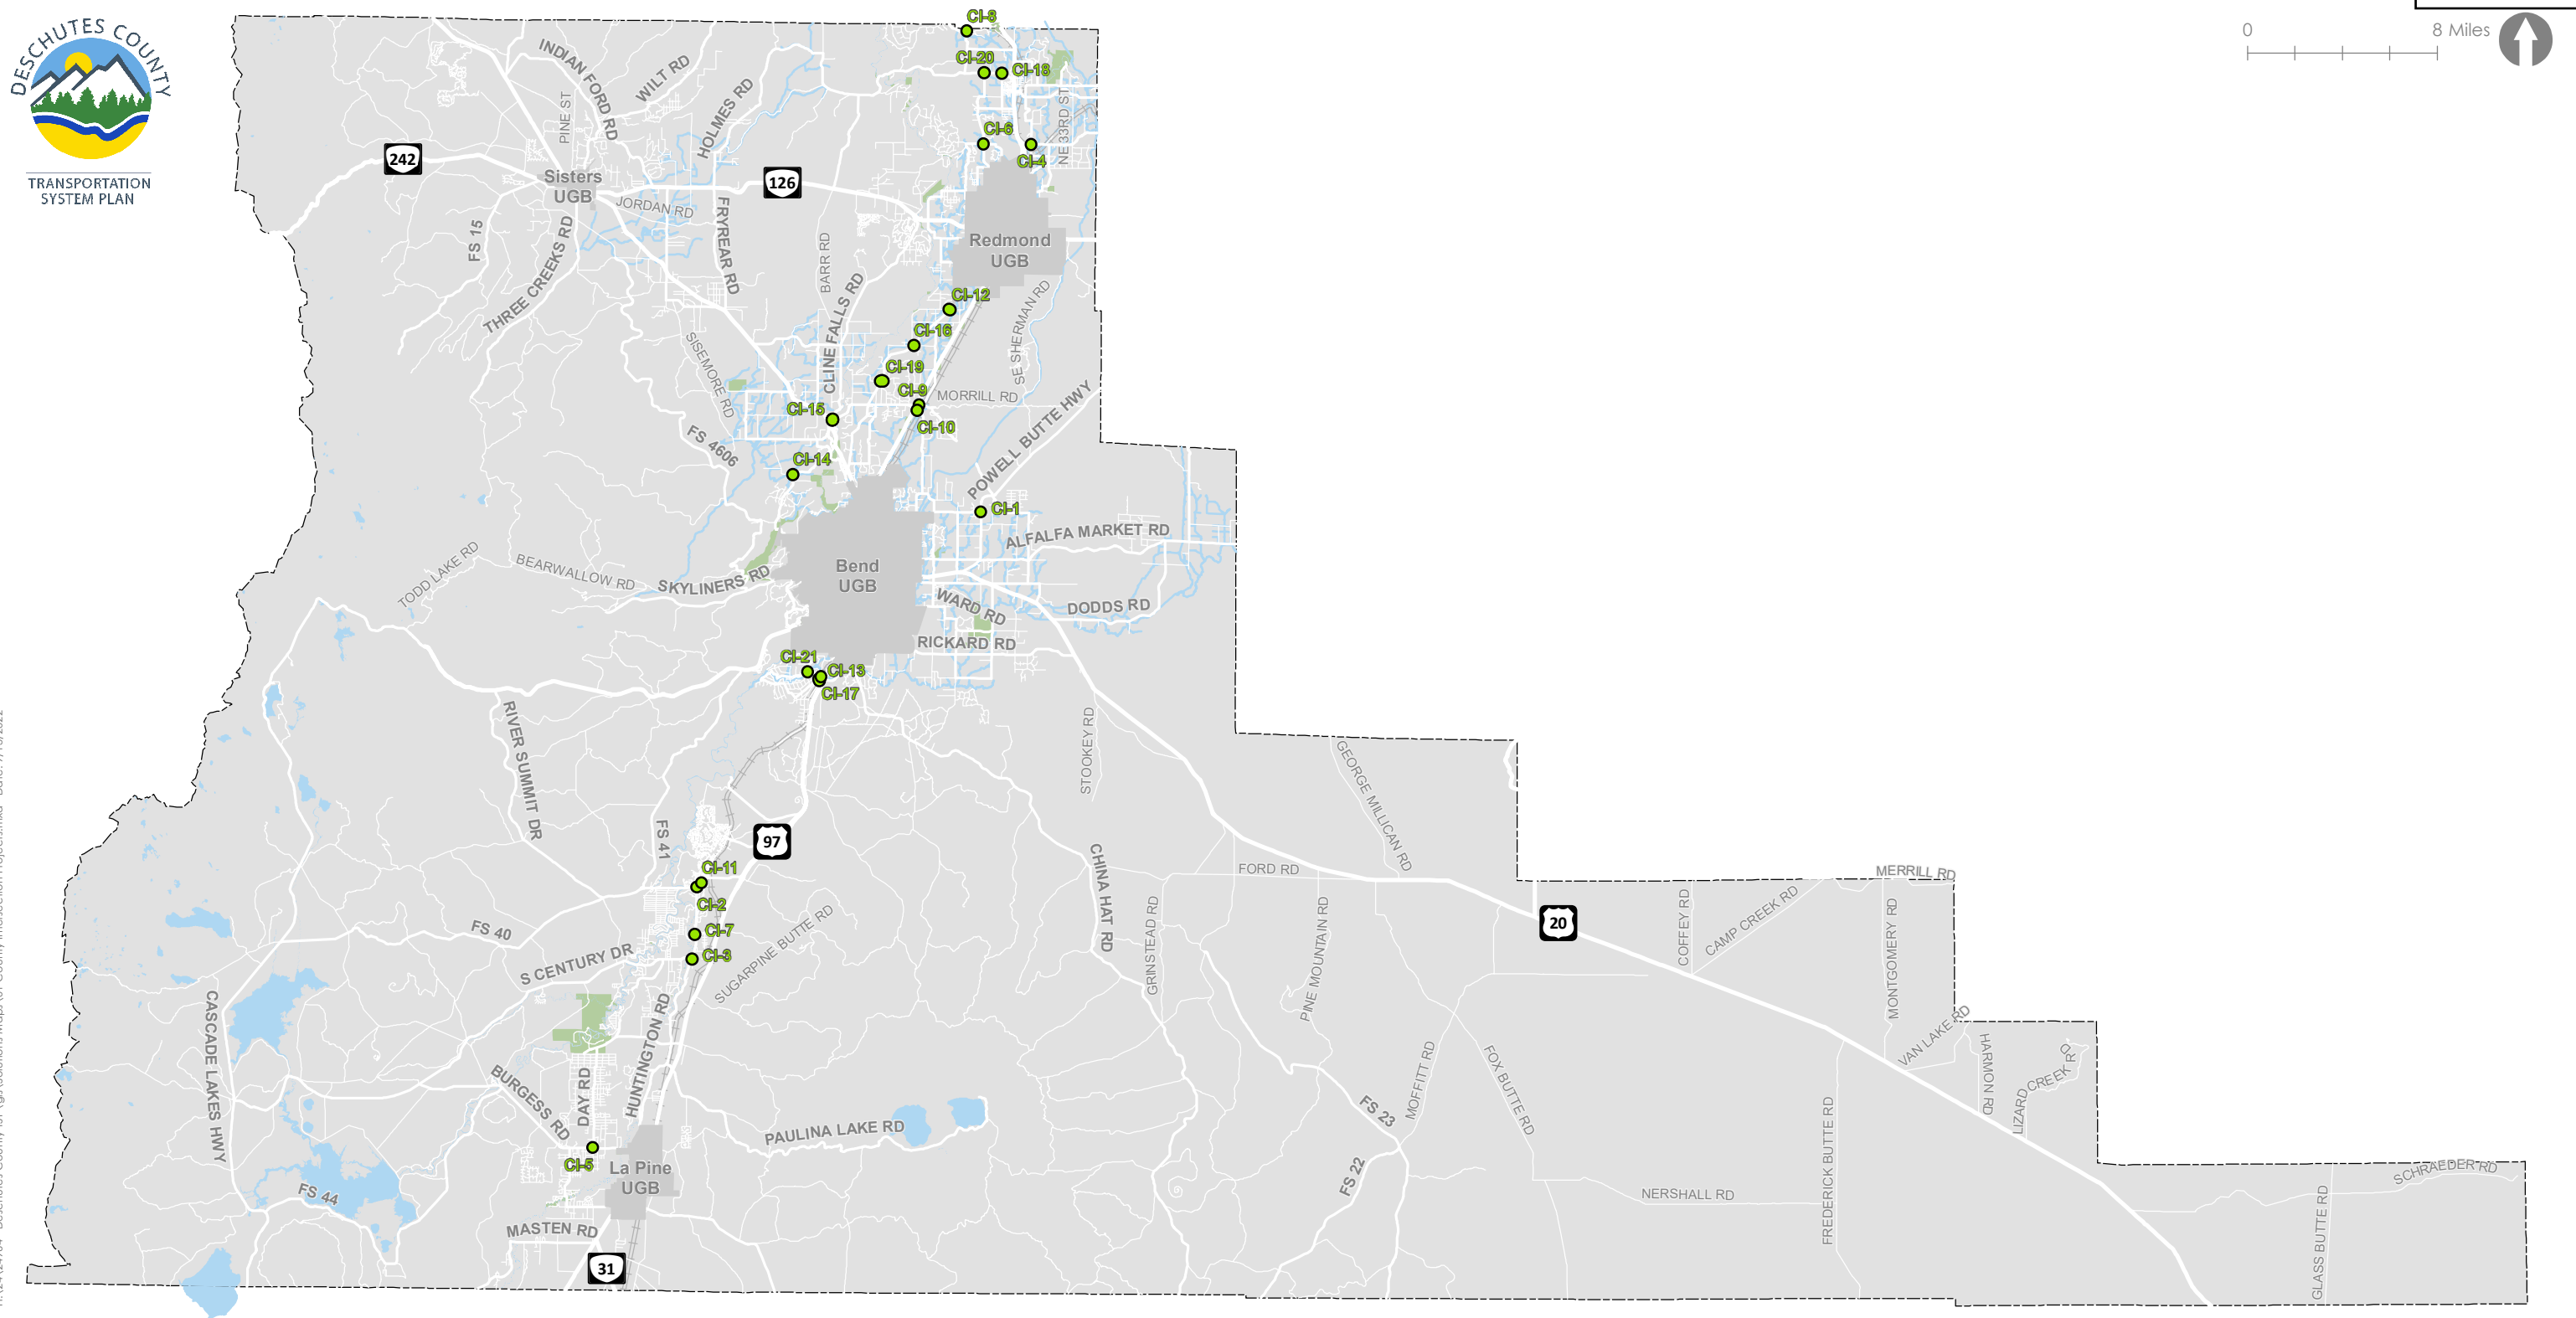 DESCHUTES COUNTY
TRANSPORTATION
SYSTEM PLAN
0
8 Miles
CI-8
CI-20
CI-18
INDIAN FORD RD
WILT RD
HOLMES RD
PINE ST
NE 33RD ST
CI-6
CI-4
242
126
Sisters
UGB
JORDAN RD
FRYREAR RD
FS 15
THREE CREEKS RD
BARR RD
Redmond
UGB
CLINE FALLS RD
CI-12
SE SHERMAN RD
CI-16
SISEMORE RD
CI-19
CI-9
MORRILL RD
CI-15
CI-10
POWELL BUTTE HWY
FS 4606
CI-14
CI-1
ALFALFA MARKET RD
TODD LAKE RD
BEARWALLOW RD
SKYLINERS RD
Bend
UGB
WARD RD
DODDS RD
RICKARD RD
CI-21
CI-13
CI-17
RIVER SUMMIT DR
STOOKEY RD
GEORGE MILLICAN RD
FS 41
97
CI-11
CHINA HAT RD
FORD RD
MERRILL RD
CI-2
FS 40
CI-7
CI-3
S CENTURY DR
SUGARPINE BUTTE RD
GRINSTEAD RD
PINE MOUNTAIN RD
20
COFFEY RD
CAMP CREEK RD
MONTGOMERY RD
CASCADE LAKES HWY
HUNTINGTON RD
VAN LAKE RD
HARMON RD
LIZARD CREEK RD
BURGESS RD
DAY RD
MOFFITT RD
FOX BUTTE RD
FS 23
FREDERICK BUTTE RD
PAULINA LAKE RD
CI-5
La Pine
UGB
FS 44
FS 22
NERSHALL RD
SCHRAEDER RD
GLASS BUTTE RD
MASTEN RD
31